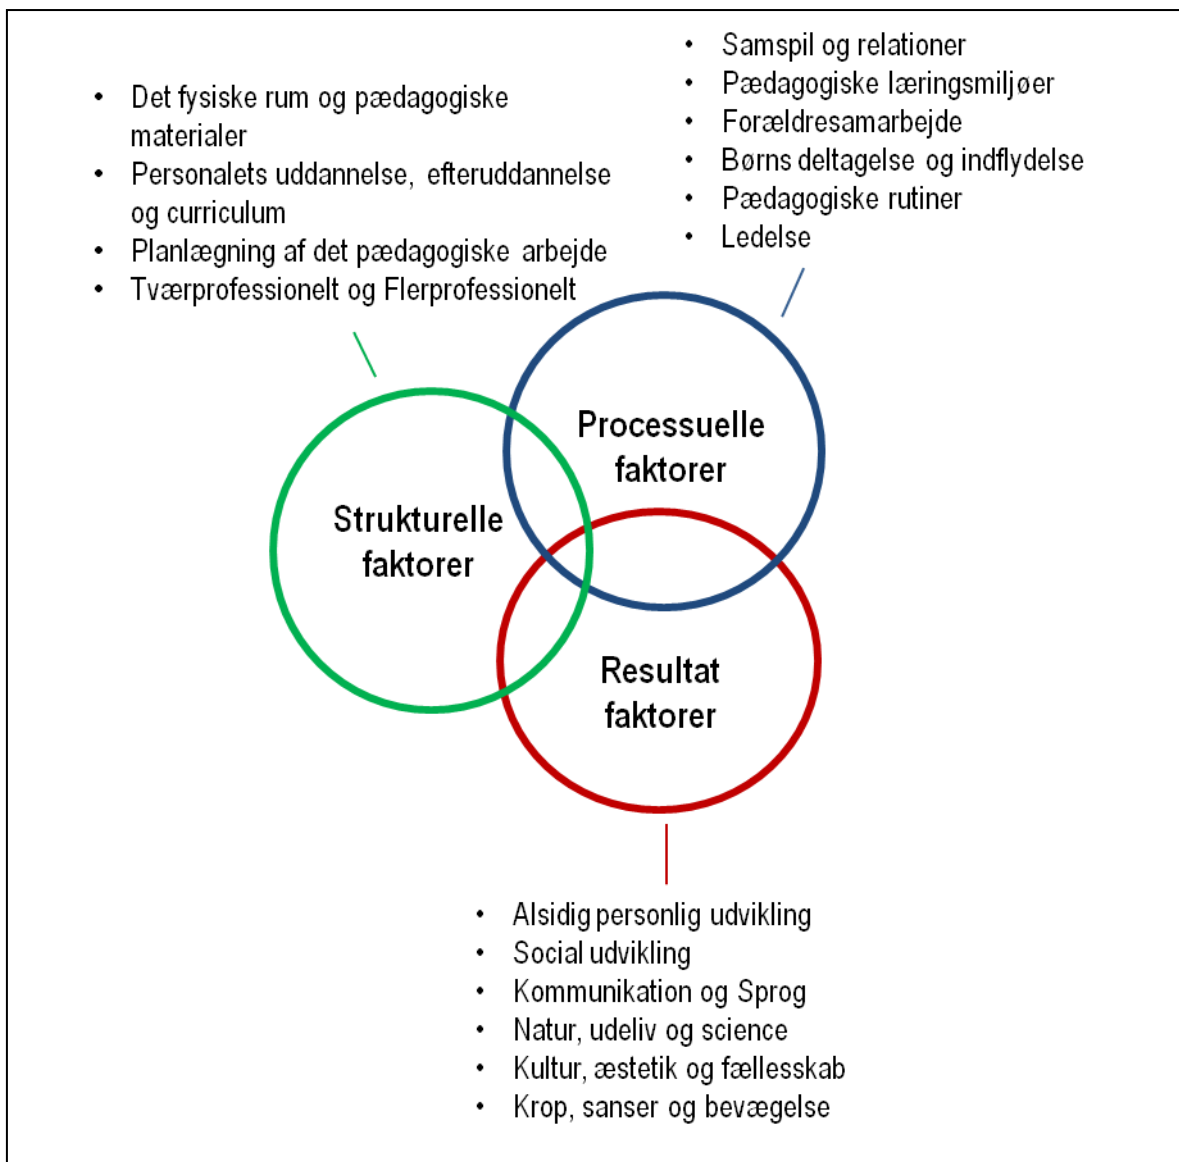 • Det fysiske rum og pædagogiske
materialer
• Personalets uddannelse, efteruddannelse
og curriculum
• Planlægning af det pædagogiske arbejde
• Tværprofessionelt og Flerprofessionelt
• Samspil og relationer
• Pædagogiske læringsmiljøer
• Forældresamarbejde
• Børns deltagelse og indflydelse
• Pædagogiske rutiner
• Ledelse
Processuelle
faktorer
Strukturelle
faktorer
Resultat
faktorer
• Alsidig personlig udvikling
• Social udvikling
• Kommunikation og Sprog
• Natur, udeliv og science
• Kultur, æstetik og fællesskab
• Krop, sanser og bevægelse